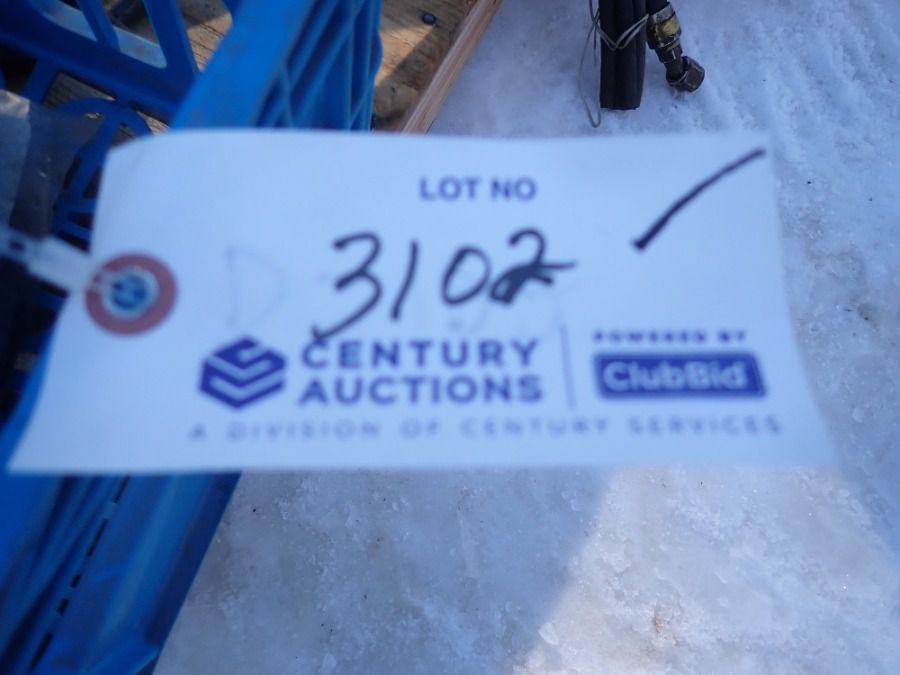 LOT NO
3102
CENTURY
AUCTIONS
POWERED BY
ClubBid
A DIVISION OF CENTURY SERVICES